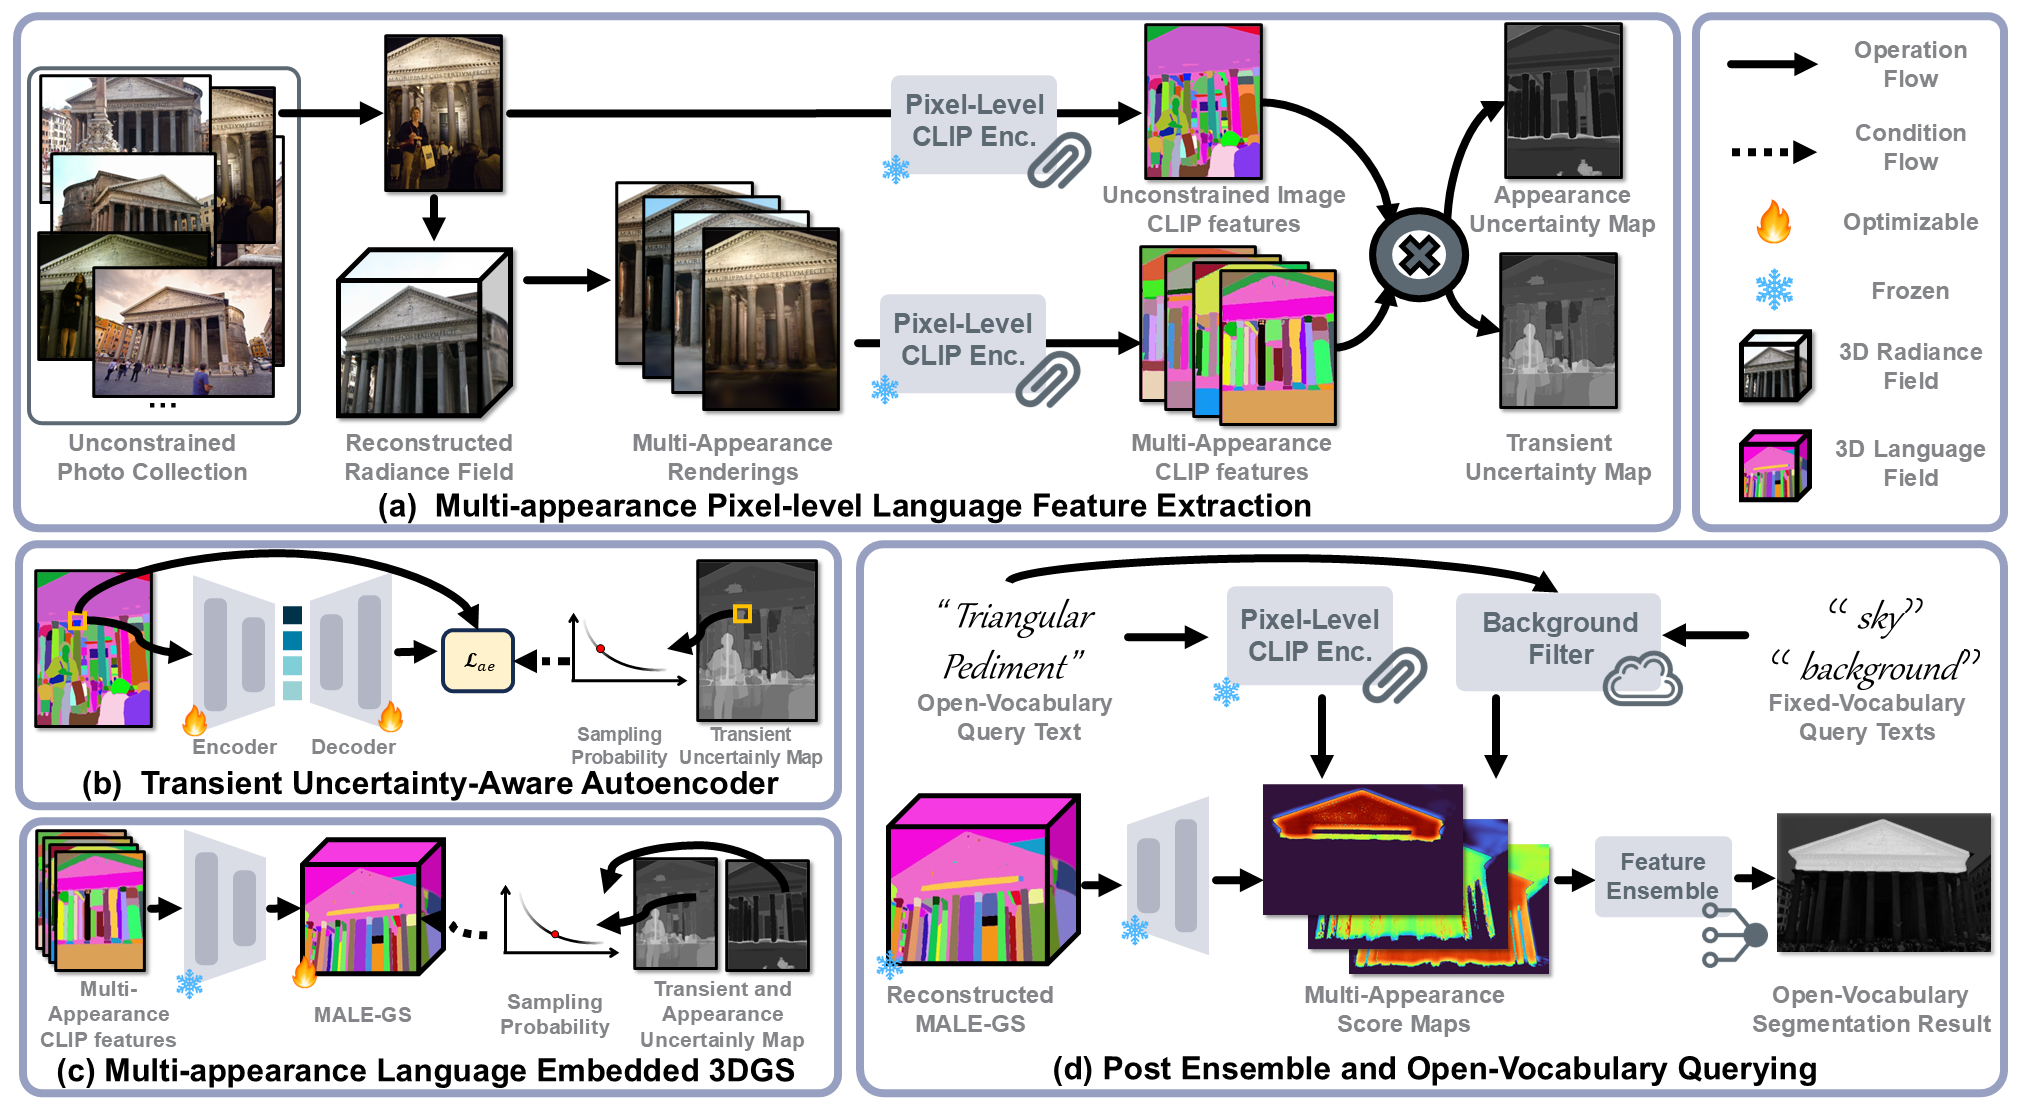 Pixel-Level
CLIP Enc.
Unconstrained Image
CLIP features
Appearance
Uncertainty Map
Pixel-Level
CLIP Enc.
...
Unconstrained
Photo Collection
Reconstructed
Radiance Field
Multi-Appearance
Renderings
Multi-Appearance
CLIP features
Transient
Uncertainty Map
(a) Multi-appearance Pixel-level Language Feature Extraction
Operation
Flow
Condition
Flow
Optimizable
Frozen
3D Radiance
Field
3D Language
Field
Encoder
Decoder
ℒae
Sampling
Probability
Transient
Uncertainly Map
(b) Transient Uncertainty-Aware Autoencoder
Multi-
Appearance
CLIP features
MALE-GS
Sampling
Probability
Transient and
Appearance
Uncertainly Map
(c) Multi-appearance Language Embedded 3DGS
“ Triangular
Pediment”
Open-Vocabulary
Query Text
Pixel-Level
CLIP Enc.
Background
Filter
“ sky”
“ background”
Fixed-Vocabulary
Query Texts
Reconstructed
MALE-GS
Multi-Appearance
Score Maps
Feature
Ensemble
Open-Vocabulary
Segmentation Result
(d) Post Ensemble and Open-Vocabulary Querying